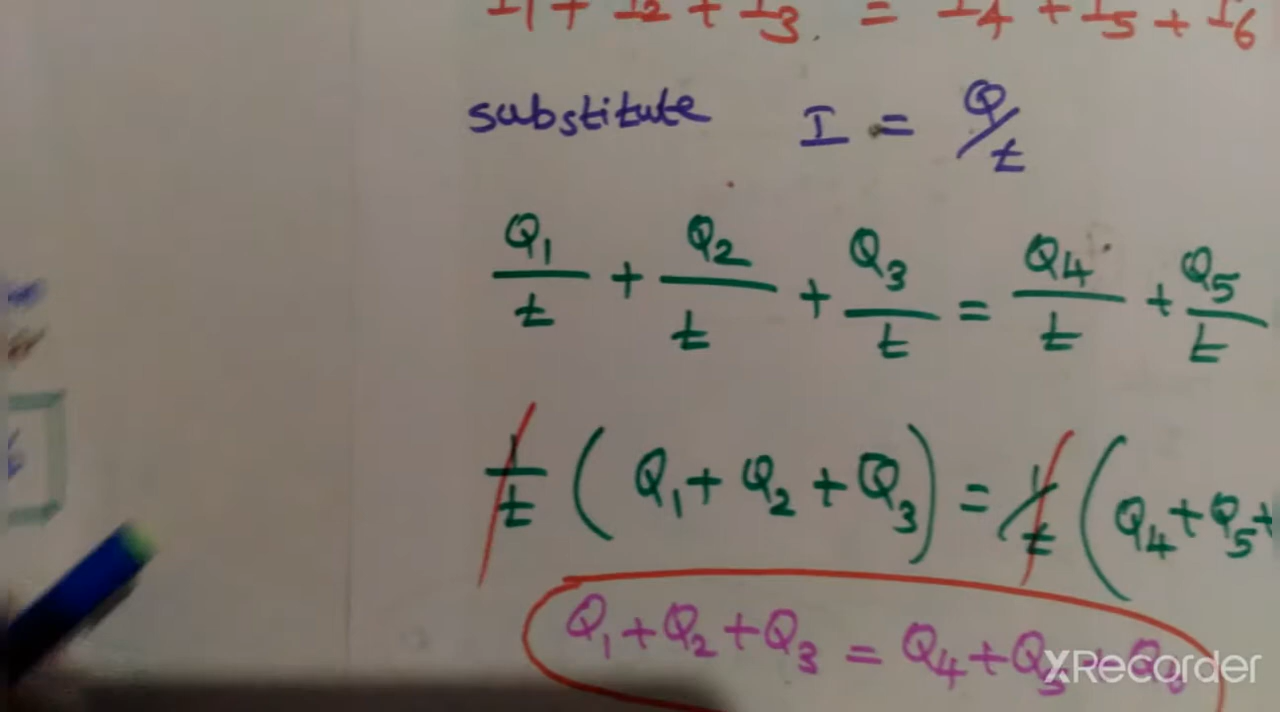 I1 + I2 + I3 = I4 + I5 + I6
substitute I = Q/t
Q1/t + Q2/t + Q3/t = Q4/t + Q5/t
1/t ( Q1 + Q2 + Q3 ) = 1/t ( Q4 + Q5 +
Q1 + Q2 + Q3 = Q4 + Q5 + Q6
XRecorder